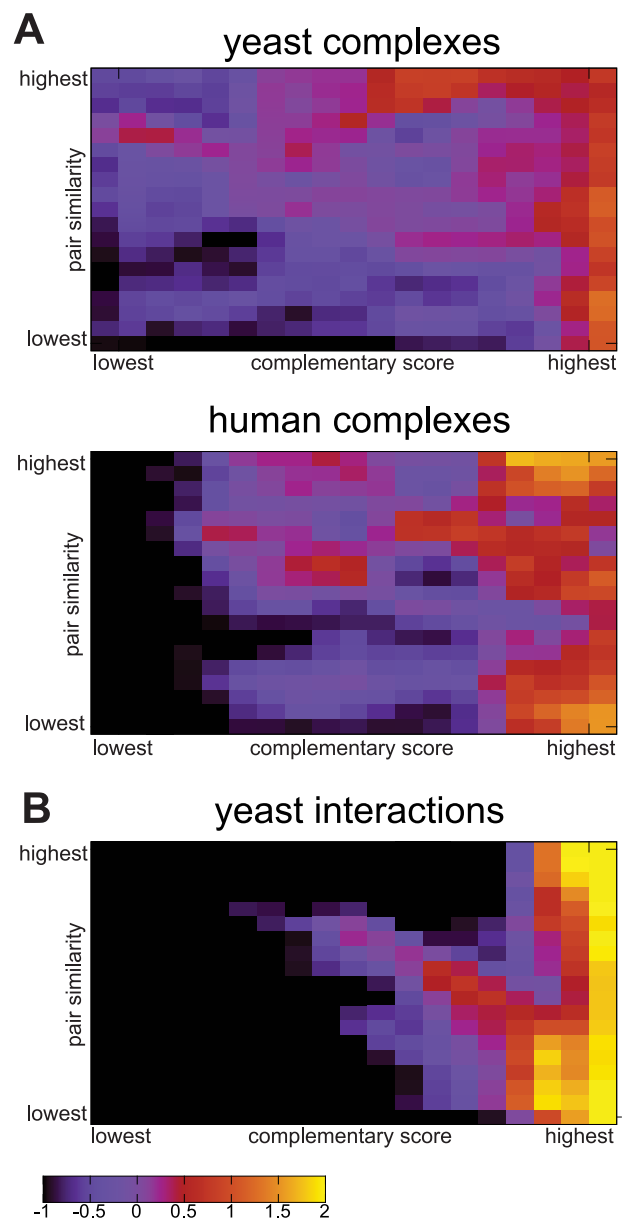 A
yeast complexes
highest
pair similarity
lowest
lowest complementary score highest
human complexes
highest
pair similarity
lowest
lowest complementary score highest
B
yeast interactions
highest
pair similarity
lowest
lowest complementary score highest
-1 -0.5 0 0.5 1 1.5 2